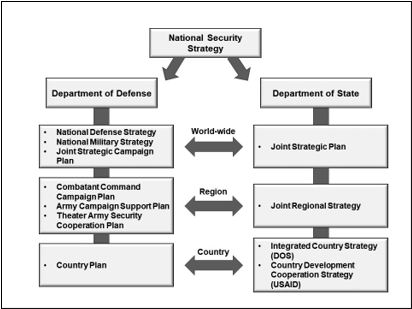 National Security
Strategy
Department of Defense
Department of State
• National Defense Strategy
• National Military Strategy
• Joint Strategic Campaign
Plan
World-wide
• Joint Strategic Plan
• Combatant Command
Campaign Plan
• Army Campaign Support Plan
• Theater Army Security
Cooperation Plan
Region
• Joint Regional Strategy
• Country Plan
Country
• Integrated Country Strategy
(DOS)
• Country Development
Cooperation Strategy
(USAID)